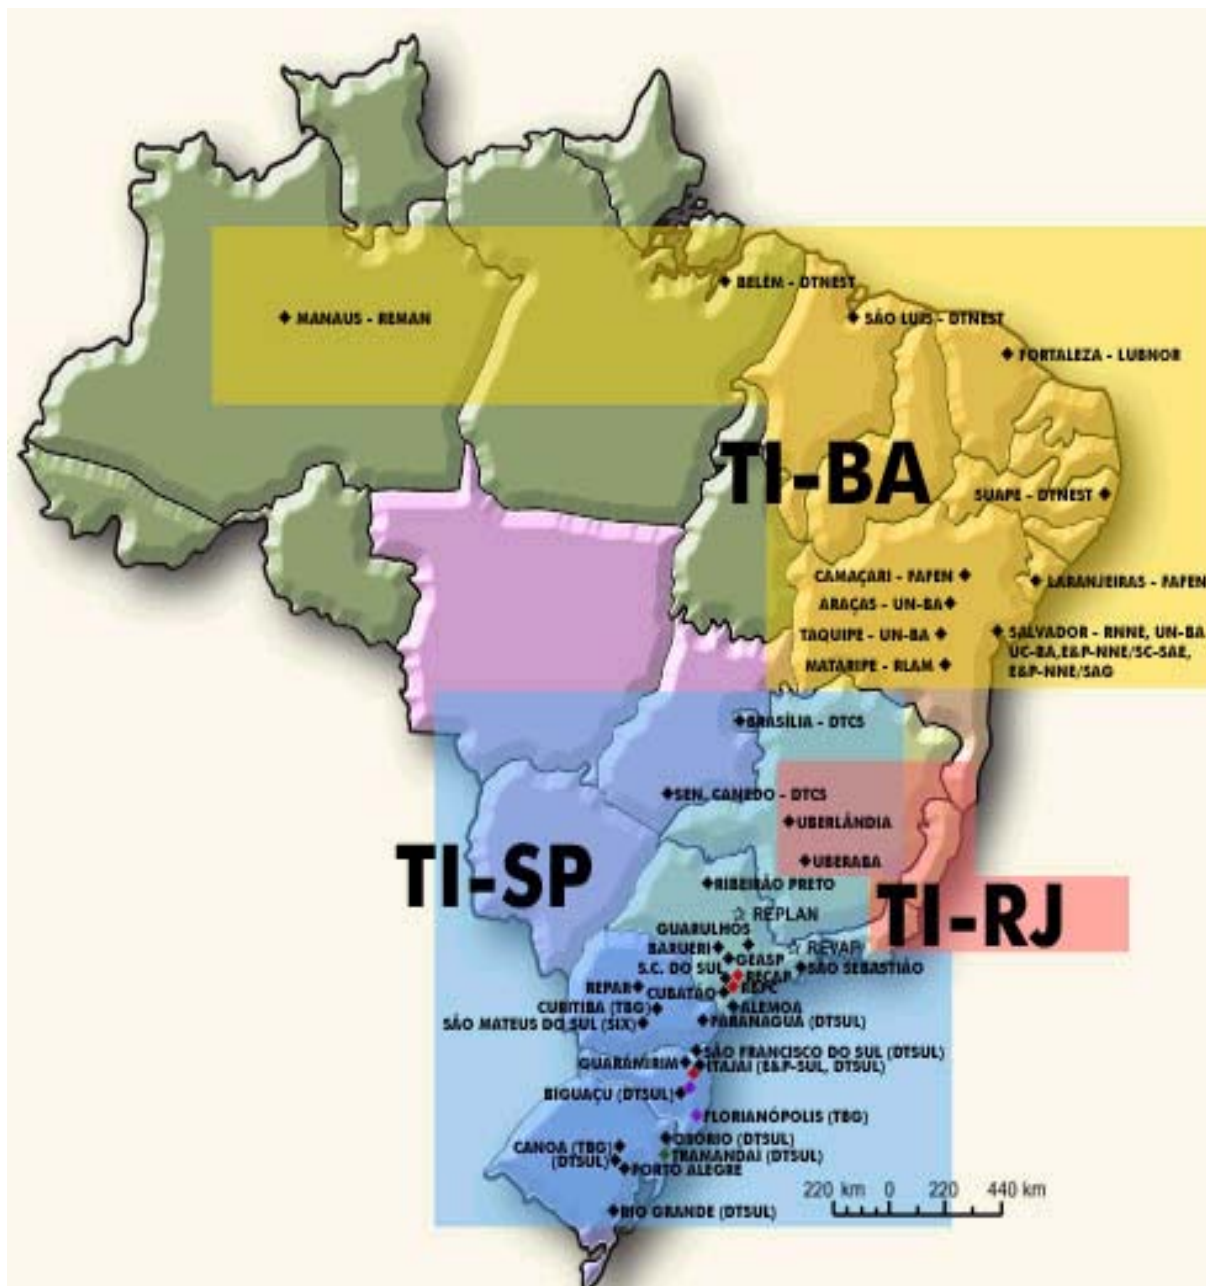 BELÉM - DTNEST
MANAUS - REMAN
SÃO LUIS - DTNEST
FORTALEZA - LUBNOR
TI-BA
SUAPE - DTNEST
CAMAÇARI - FAFEN
LARANJEIRAS - FAFEN
ARAÇAS - UN-BA
TAQUIPE - UN-BA
SALVADOR - RNNE, UN-BA
UC-BA,E&P-NNE/SC-SAE,
E&P-NNE/SAG
MATARIPE - RLAM
BRASÍLIA - DTCS
SEN. CANEDO - DTCS
UBERLÂNDIA
TI-SP
UBERABA
RIBEIRÃO PRETO
TI-RJ
REPLAN
GUARULHOS
BARUERI
REVAP
GEASP
S.C. DO SUL
RECAP
SÃO SEBASTIÃO
REPAR
CUBATÃO
RBPC
CUBITIBA (TBG)
ALEMOA
SÃO MATEUS DO SUL (SIX)
PARANAGUA (DTSUL)
SÃO FRANCISCO DO SUL (DTSUL)
GUARAMIRIM
ITAJAI (E&P-SUL, DTSUL)
BIGUAÇU (DTSUL)
FLORIANÓPOLIS (TBG)
OSÓRIO (DTSUL)
CANOA (TBG)
(DTSUL)
TRAMANDAÍ (DTSUL)
PORTO ALEGRE
220 km 0 220 440 km
RIO GRANDE (DTSUL)